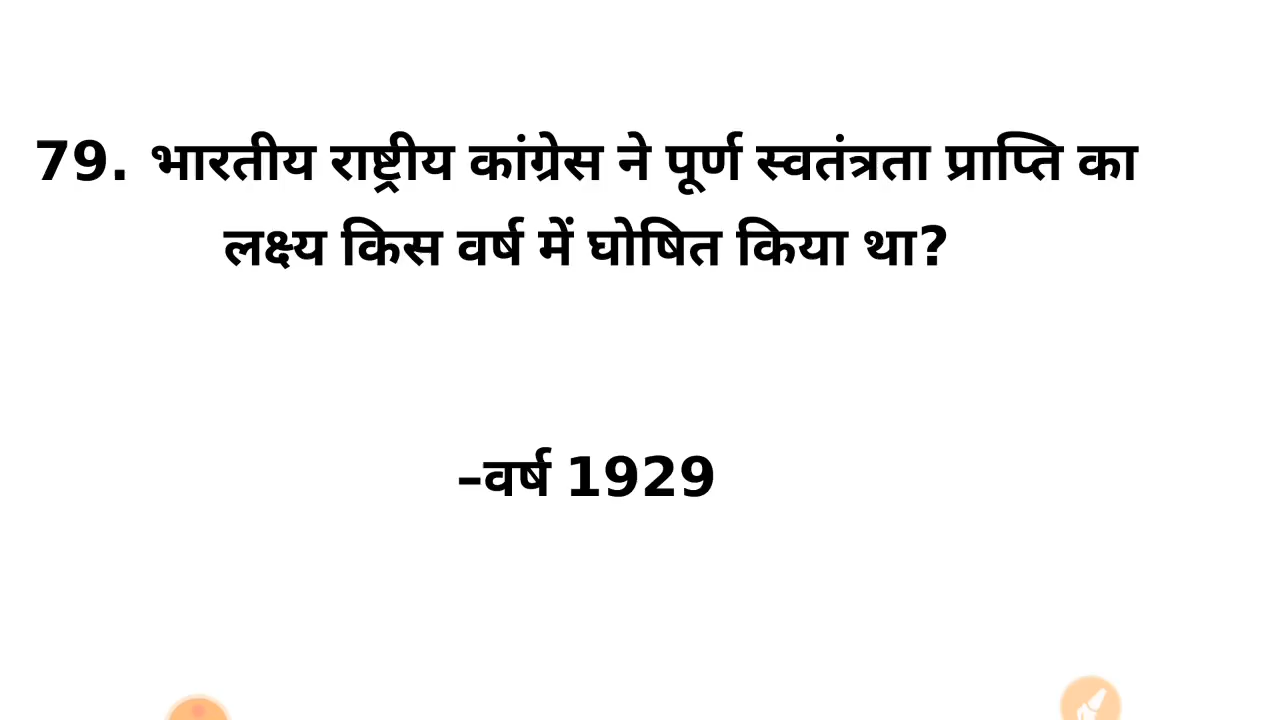 79. भारतीय राष्ट्रीय कांग्रेस ने पूर्ण स्वतंत्रता प्राप्ति का
लक्ष्य किस वर्ष में घोषित किया था?
–वर्ष 1929